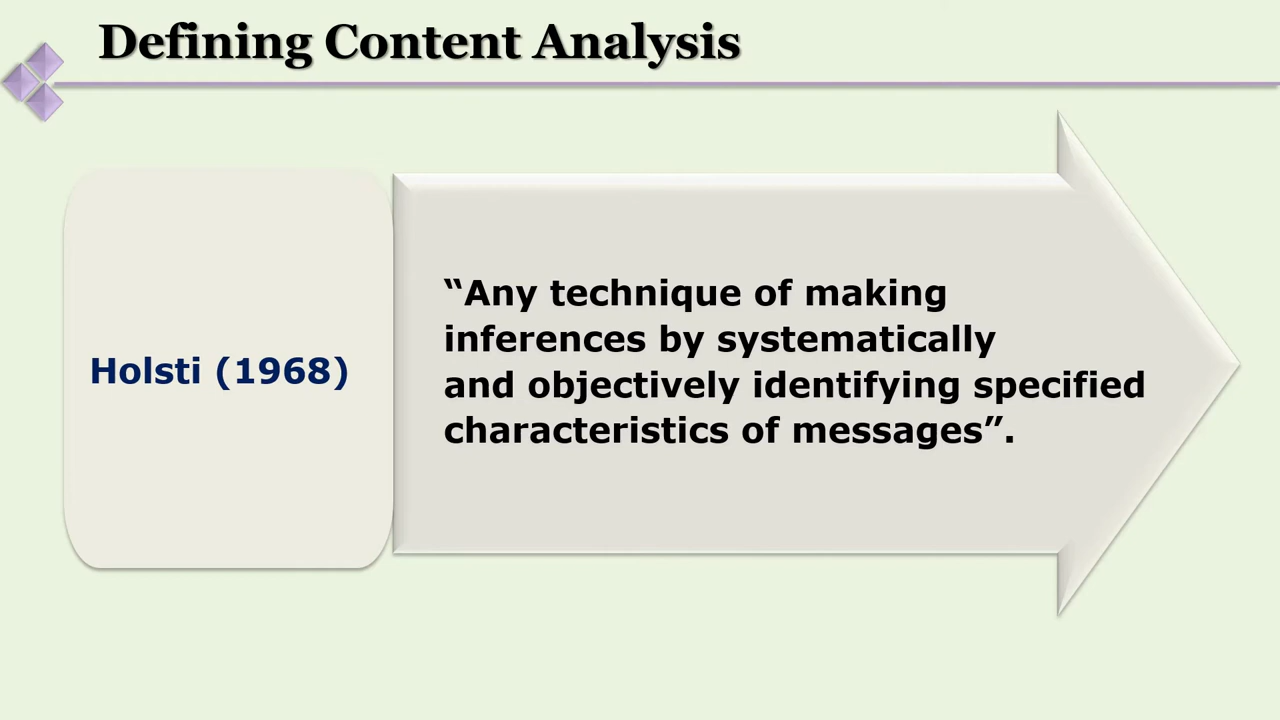 Defining Content Analysis
Holsti (1968)
“Any technique of making
inferences by systematically
and objectively identifying specified
characteristics of messages”.